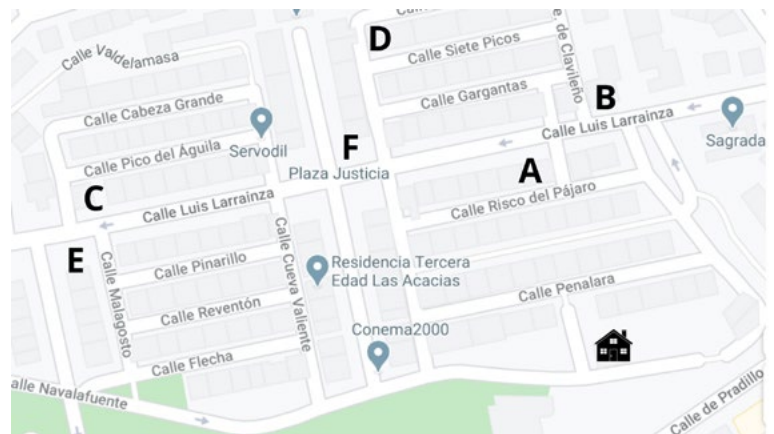 D
Calle Siete Picos
e. de Clavileño
Calle Valdelamasa
Calle Gargantas
B
Calle Cabeza Grande
Calle Luis Larrainza
Sagrada
Servodil
F
Calle Pico del Águila
Plaza Justicia
A
C
Calle Risco del Pájaro
Calle Luis Larrainza
E
Calle Malagosto
Calle Pinarillo
Calle Cueva Valiente
Residencia Tercera
Edad Las Acacias
Calle Penalara
Calle Reventón
Conema2000
Calle Flecha
alle Navalafuente
Calle de Pradillo